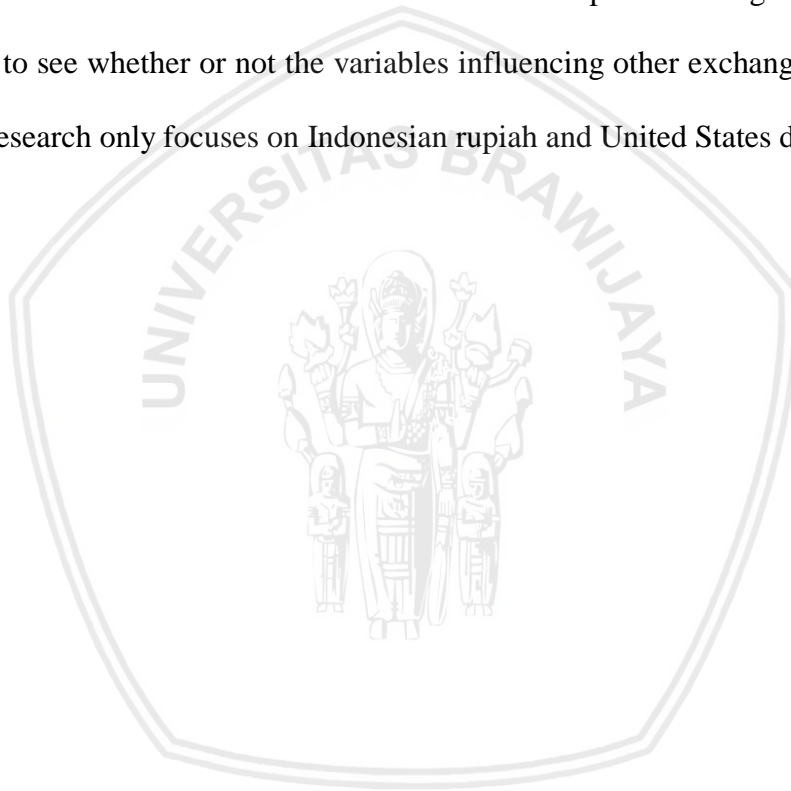 to see whether or not the variables influencing other exchang
esearch only focuses on Indonesian rupiah and United States d
UNIVERSITAS BRAWIJAYA